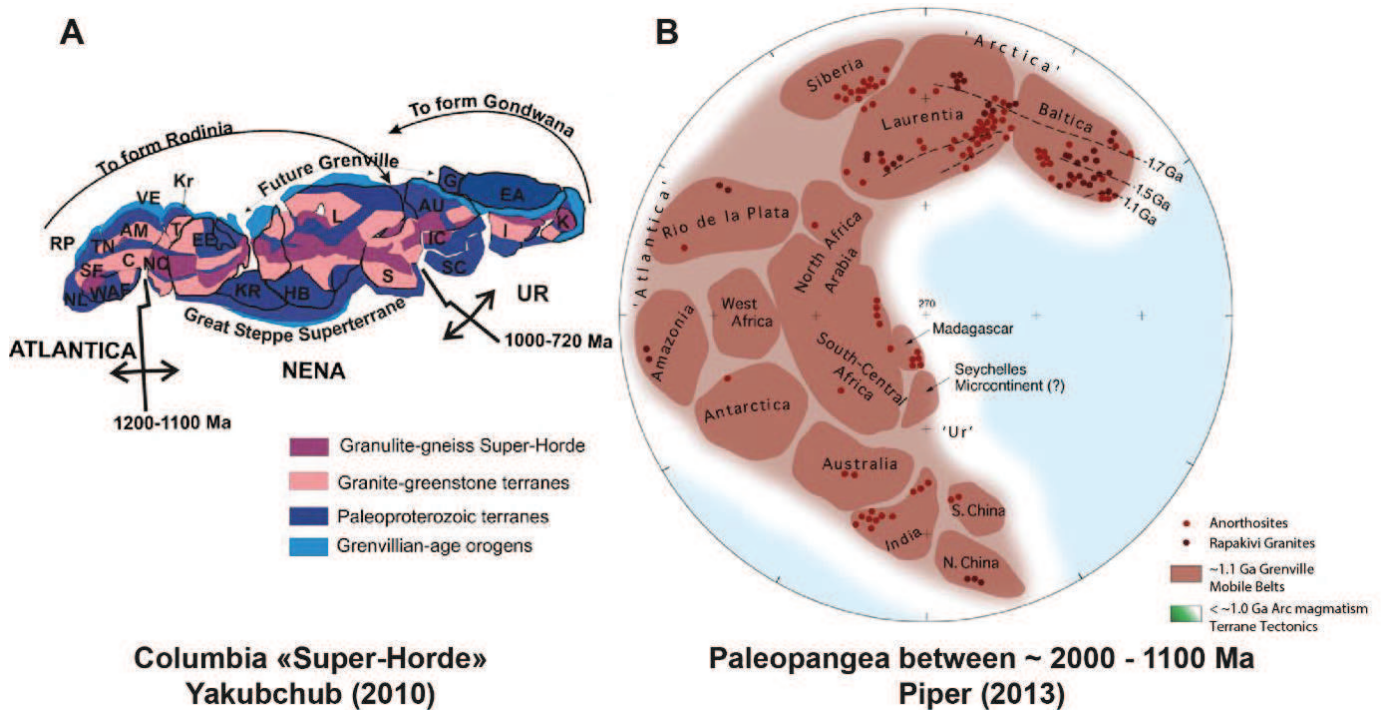 A
To form Rodinia
To form Gondwana
Future Grenville
Kr
VE
G
EA
RP
AM
T
L
AU
K
TN
EE
IC
I
SF
C
NC
SC
S
NL
WAF
KR
HB
Great Steppe Superterrane
UR
ATLANTICA
NENA
1000-720 Ma
1200-1100 Ma
Granulite-gneiss Super-Horde
Granite-greenstone terranes
Paleoproterozoic terranes
Grenvillian-age orogens
Columbia «Super-Horde»
Yakubchub (2010)
B
'Arctica'
Siberia
Laurentia
Baltica
1.7 Ga
1.5 Ga
~1.1 Ga
'Atlantica'
Rio de la Plata
North Africa
Arabia
270
West
Africa
Madagascar
Amazonia
South-Central
Africa
Seychelles
Microcontinent (?)
Antarctica
'Ur'
Australia
S. China
India
N. China
Anorthosites
Rapakivi Granites
~1.1 Ga Grenville
Mobile Belts
< ~1.0 Ga Arc magmatism
Terrane Tectonics
Paleopangea between ~ 2000 - 1100 Ma
Piper (2013)